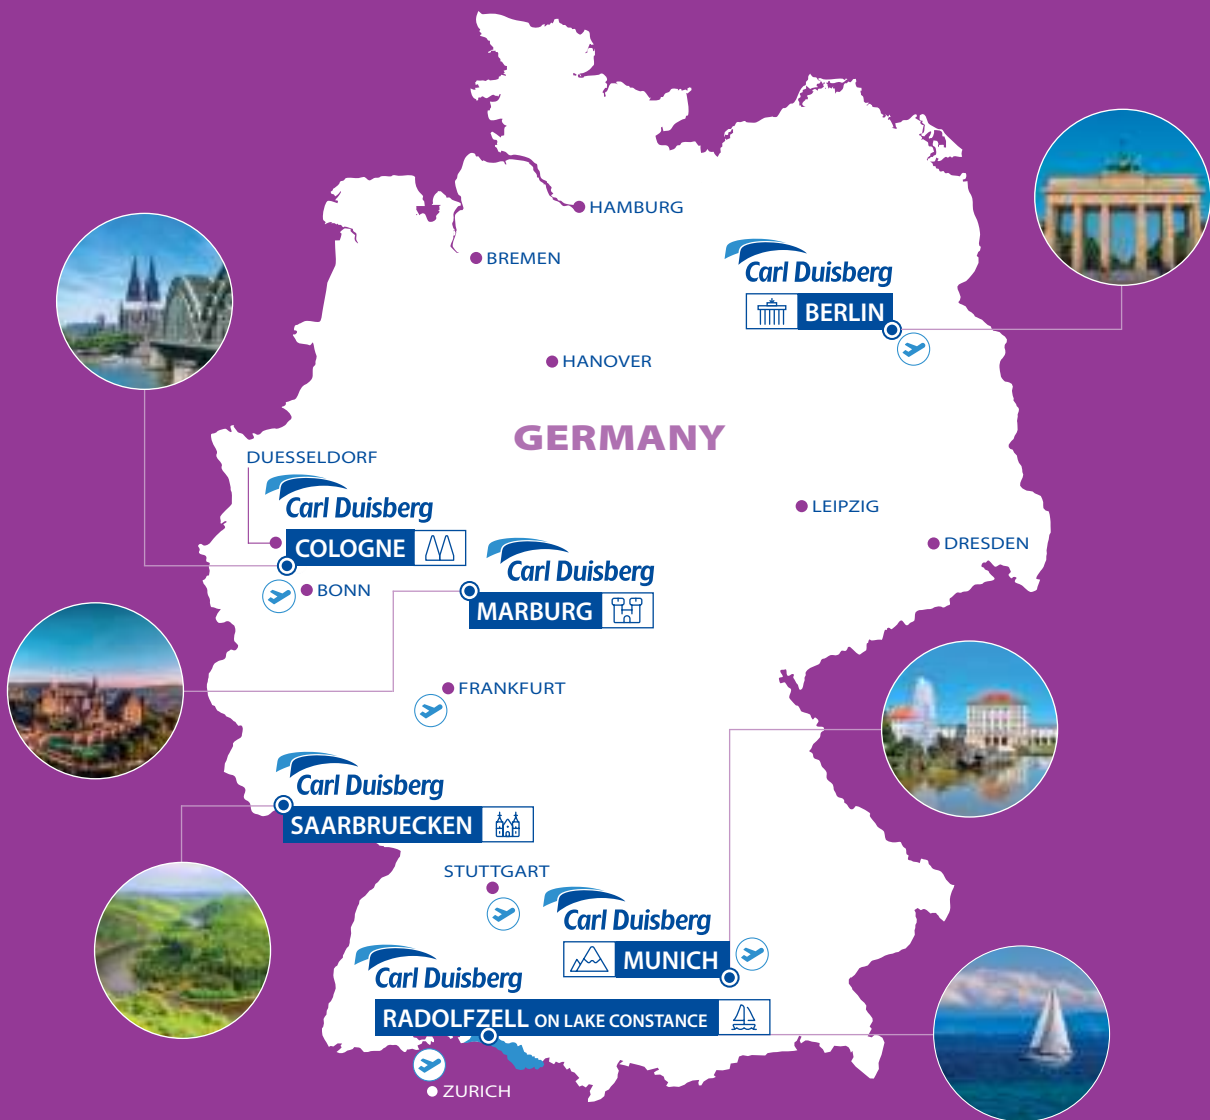 HAMBURG
BREMEN
Carl Duisberg
BERLIN
HANOVER
GERMANY
DUESSELDORF
Carl Duisberg
COLOGNE
LEIPZIG
DRESDEN
BONN
Carl Duisberg
MARBURG
FRANKFURT
Carl Duisberg
SAARBRUECKEN
STUTTGART
Carl Duisberg
MUNICH
Carl Duisberg
RADOLFZELL ON LAKE CONSTANCE
ZURICH